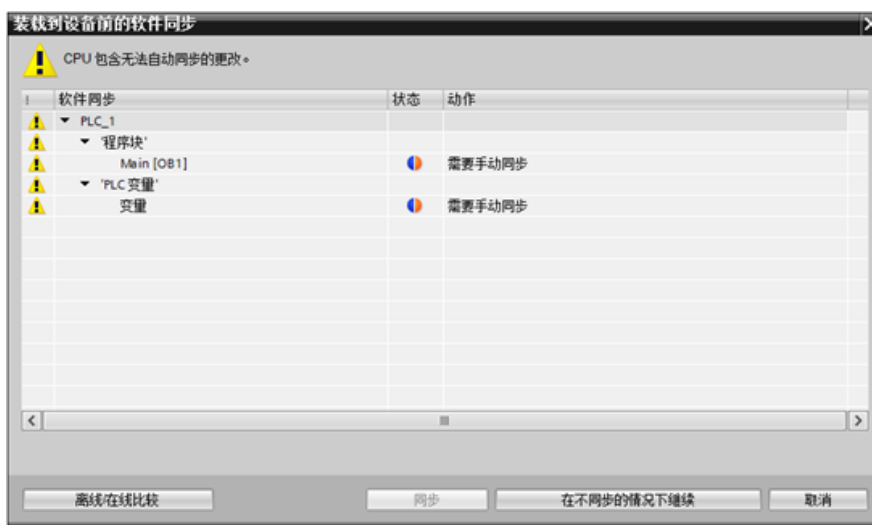 装载到设备前的软件同步
CPU 包含无法自动同步的更改。
! 软件同步 状态 动作
PLC_1
'程序块'
Main [OB1] 需要手动同步
'PLC 变量'
变量 需要手动同步
离线/在线比较 同步 在不同步的情况下继续 取消